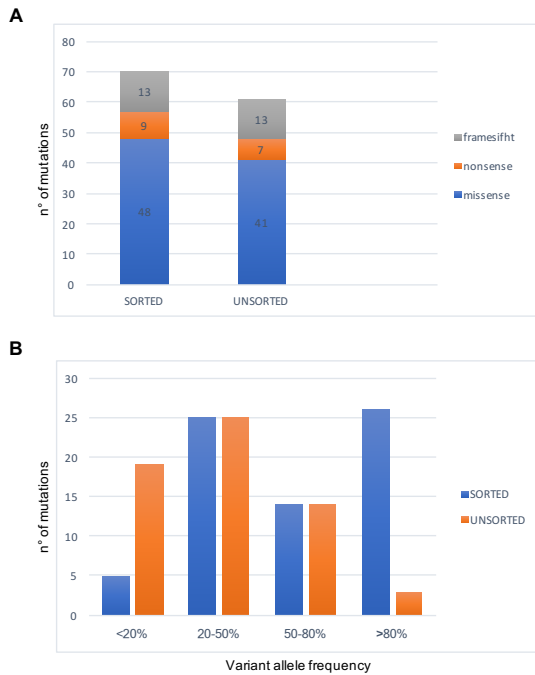 A
n° of mutations
80
70
60
50
40
30
20
10
0
13
9
48
13
7
41
SORTED
UNSORTED
framesifht
nonsense
missense
B
n° of mutations
30
25
20
15
10
5
0
<20%
20-50%
50-80%
>80%
SORTED
UNSORTED
Variant allele frequency